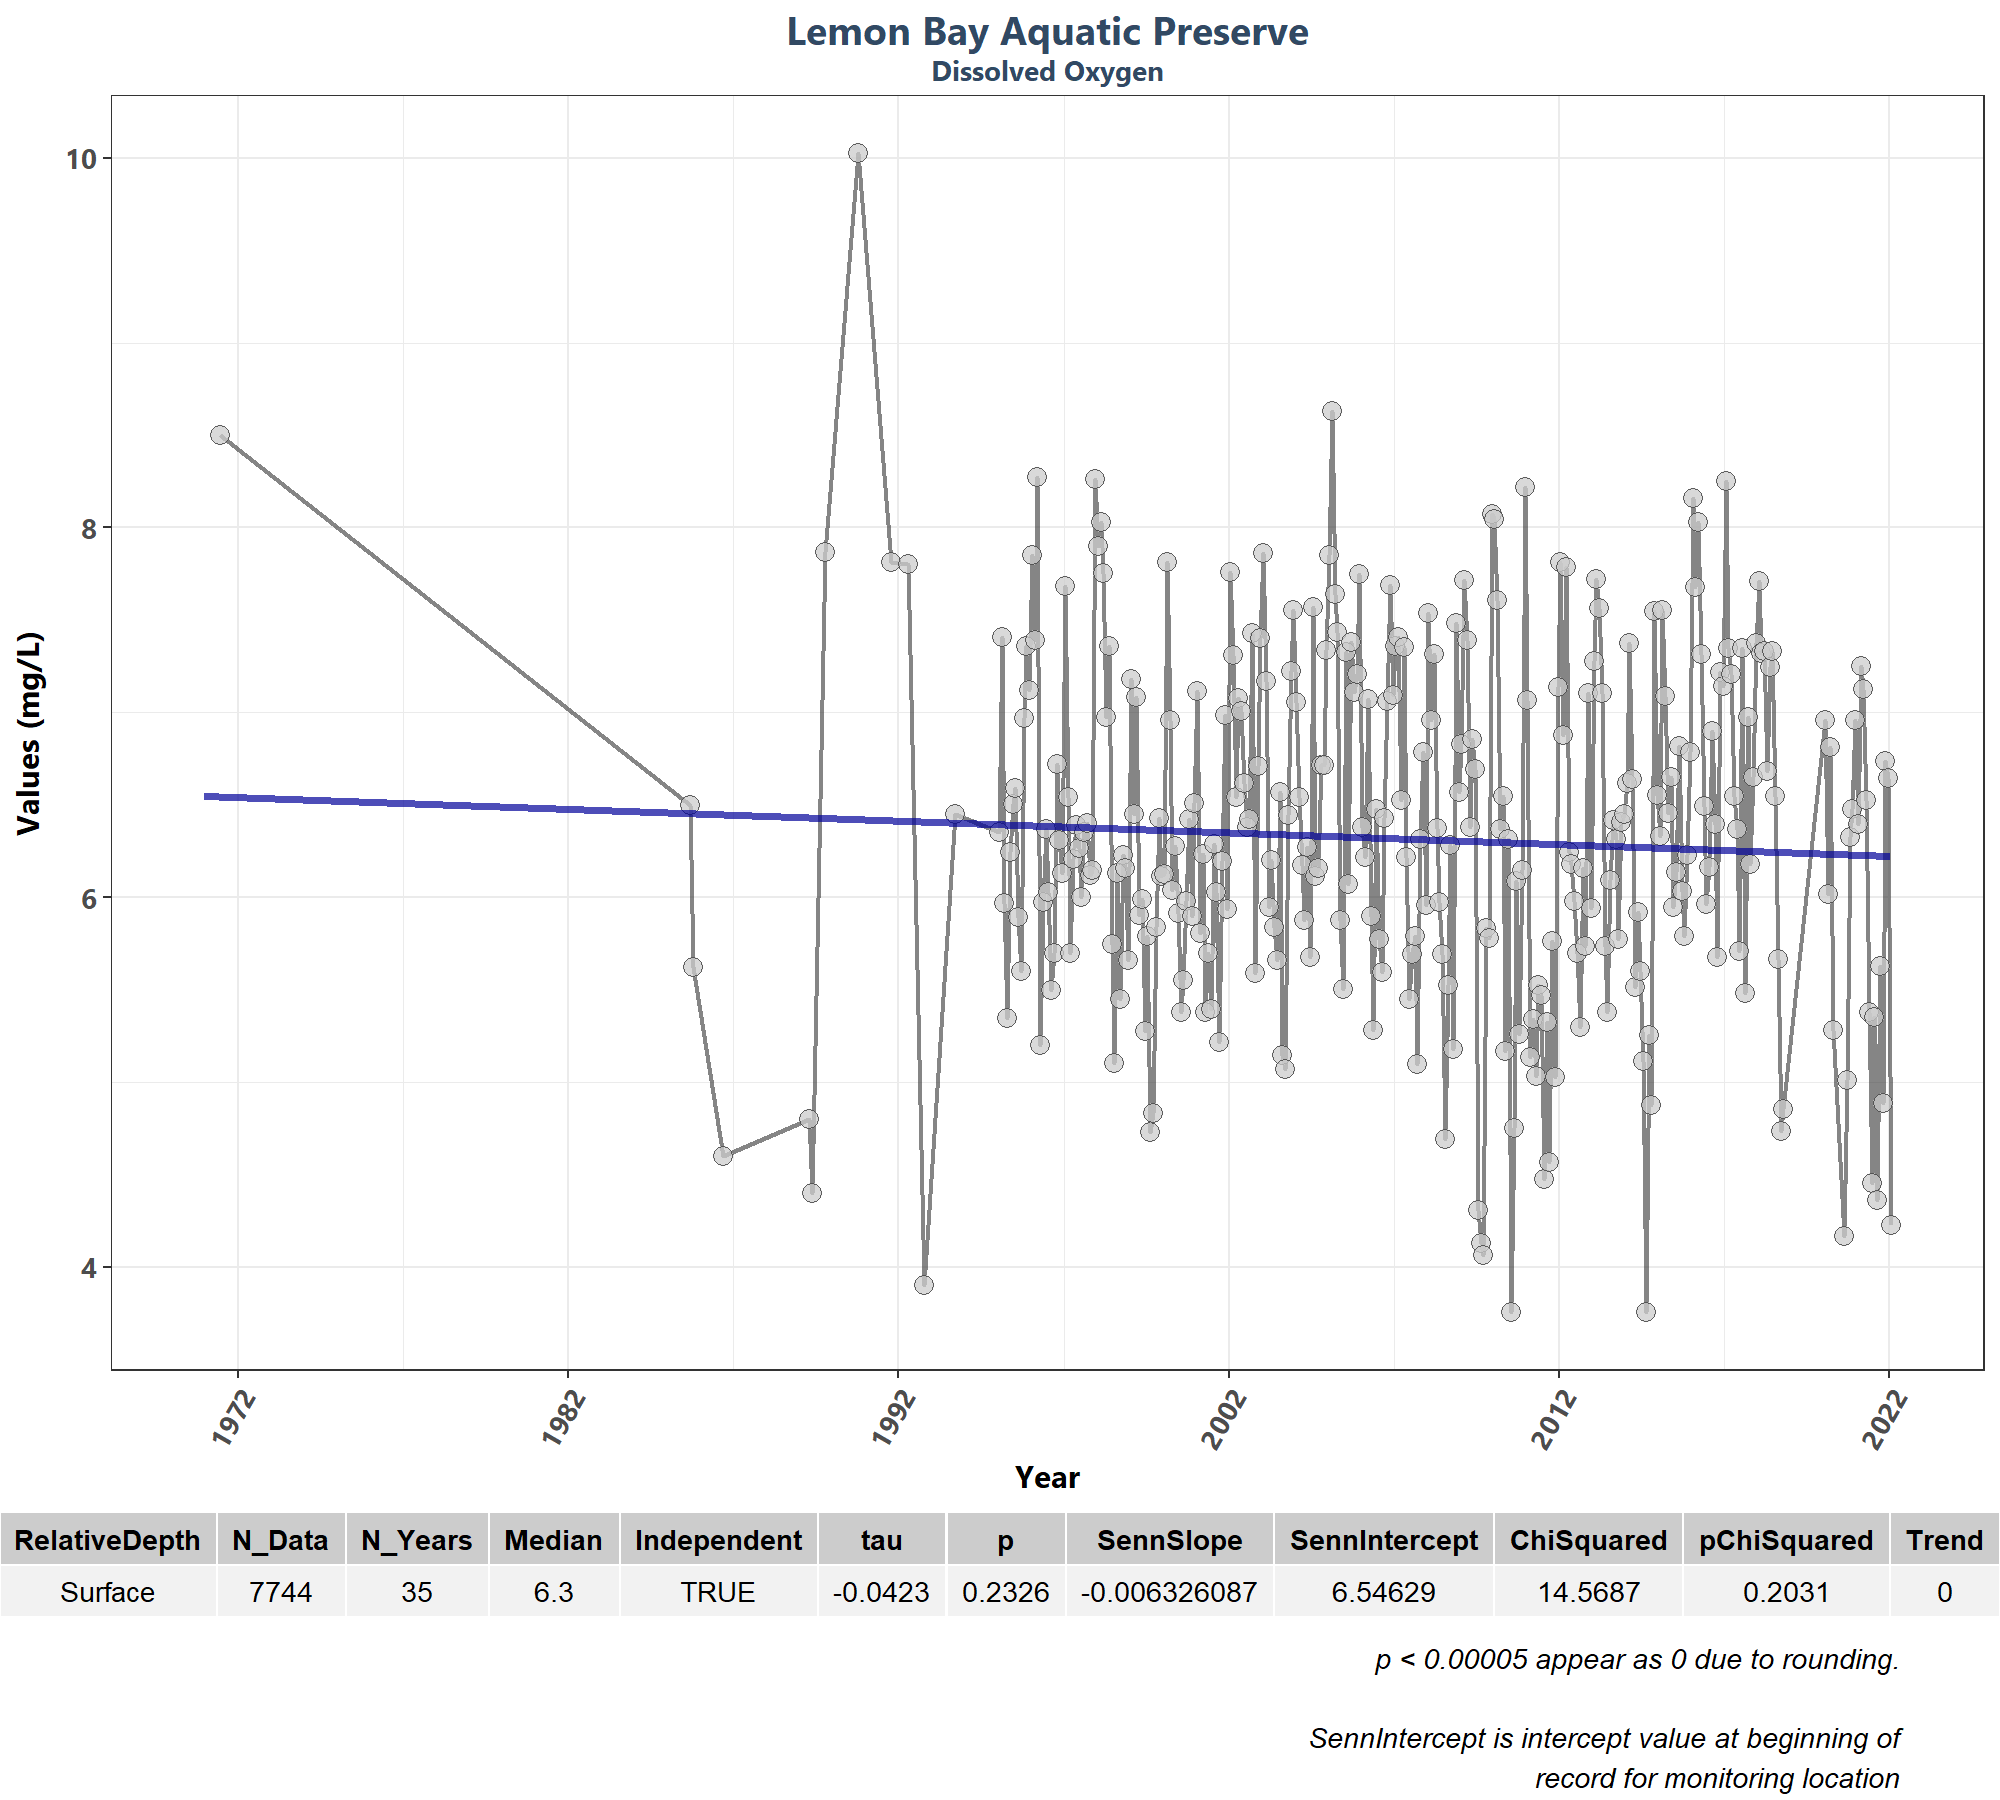 Lemon Bay Aquatic Preserve
Dissolved Oxygen
Values (mg/L)
10
8
6
4
1972
1982
1992
2002
2012
2022
Year
RelativeDepth N_Data N_Years Median Independent tau p SennSlope SennIntercept ChiSquared pChiSquared Trend
Surface 7744 35 6.3 TRUE -0.0423 0.2326 -0.006326087 6.54629 14.5687 0.2031 0
p < 0.00005 appear as 0 due to rounding.
SennIntercept is intercept value at beginning of
record for monitoring location